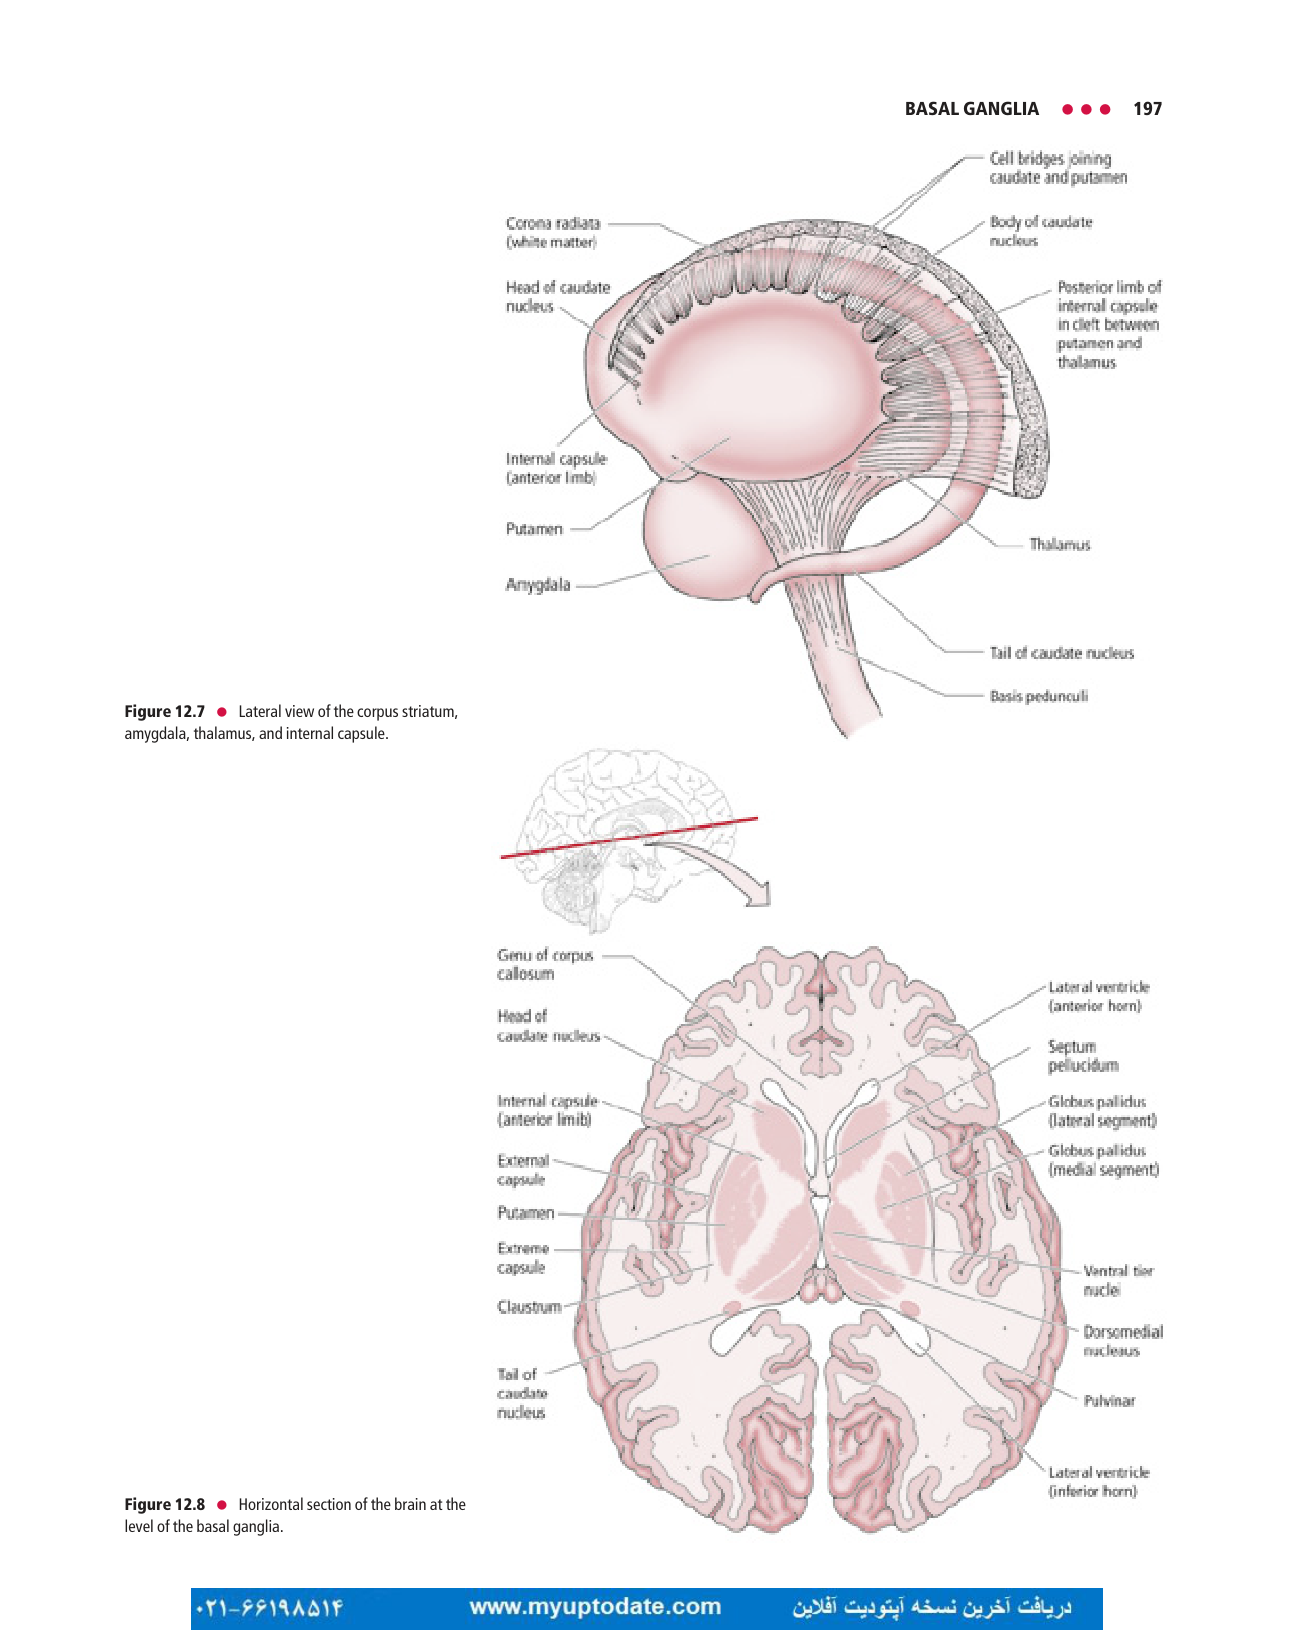 BASAL GANGLIA ● ● ● 197
Cell bridges joining
caudate and putamen
Corona radiata
(white matter)
Body of caudate
nucleus
Head of caudate
nucleus
Posterior limb of
internal capsule
in cleft between
putamen and
thalamus
Internal capsule
(anterior limb)
Putamen
Thalamus
Amygdala
Tail of caudate nucleus
Basis pedunculi
Figure 12.7 ● Lateral view of the corpus striatum,
amygdala, thalamus, and internal capsule.
Genu of corpus
callosum
Head of
caudate nucleus
Internal capsule
(anterior limib)
External
capsule
Putamen
Extreme
capsule
Claustrum
Tail of
caudate
nucleus
Lateral ventricle
(anterior horn)
Septum
pellucidum
Globus pallidus
(lateral segment)
Globus pallidus
(medial segment)
Ventral tier
nuclei
Dorsomedial
nucleaus
Pulvinar
Lateral ventricle
(inferior horn)
Figure 12.8 ● Horizontal section of the brain at the
level of the basal ganglia.
۰۲۱-۶۶۱۹۸۵۱۴ www.myuptodate.com دریافت آخرین نسخه آپتودیت آفلاین